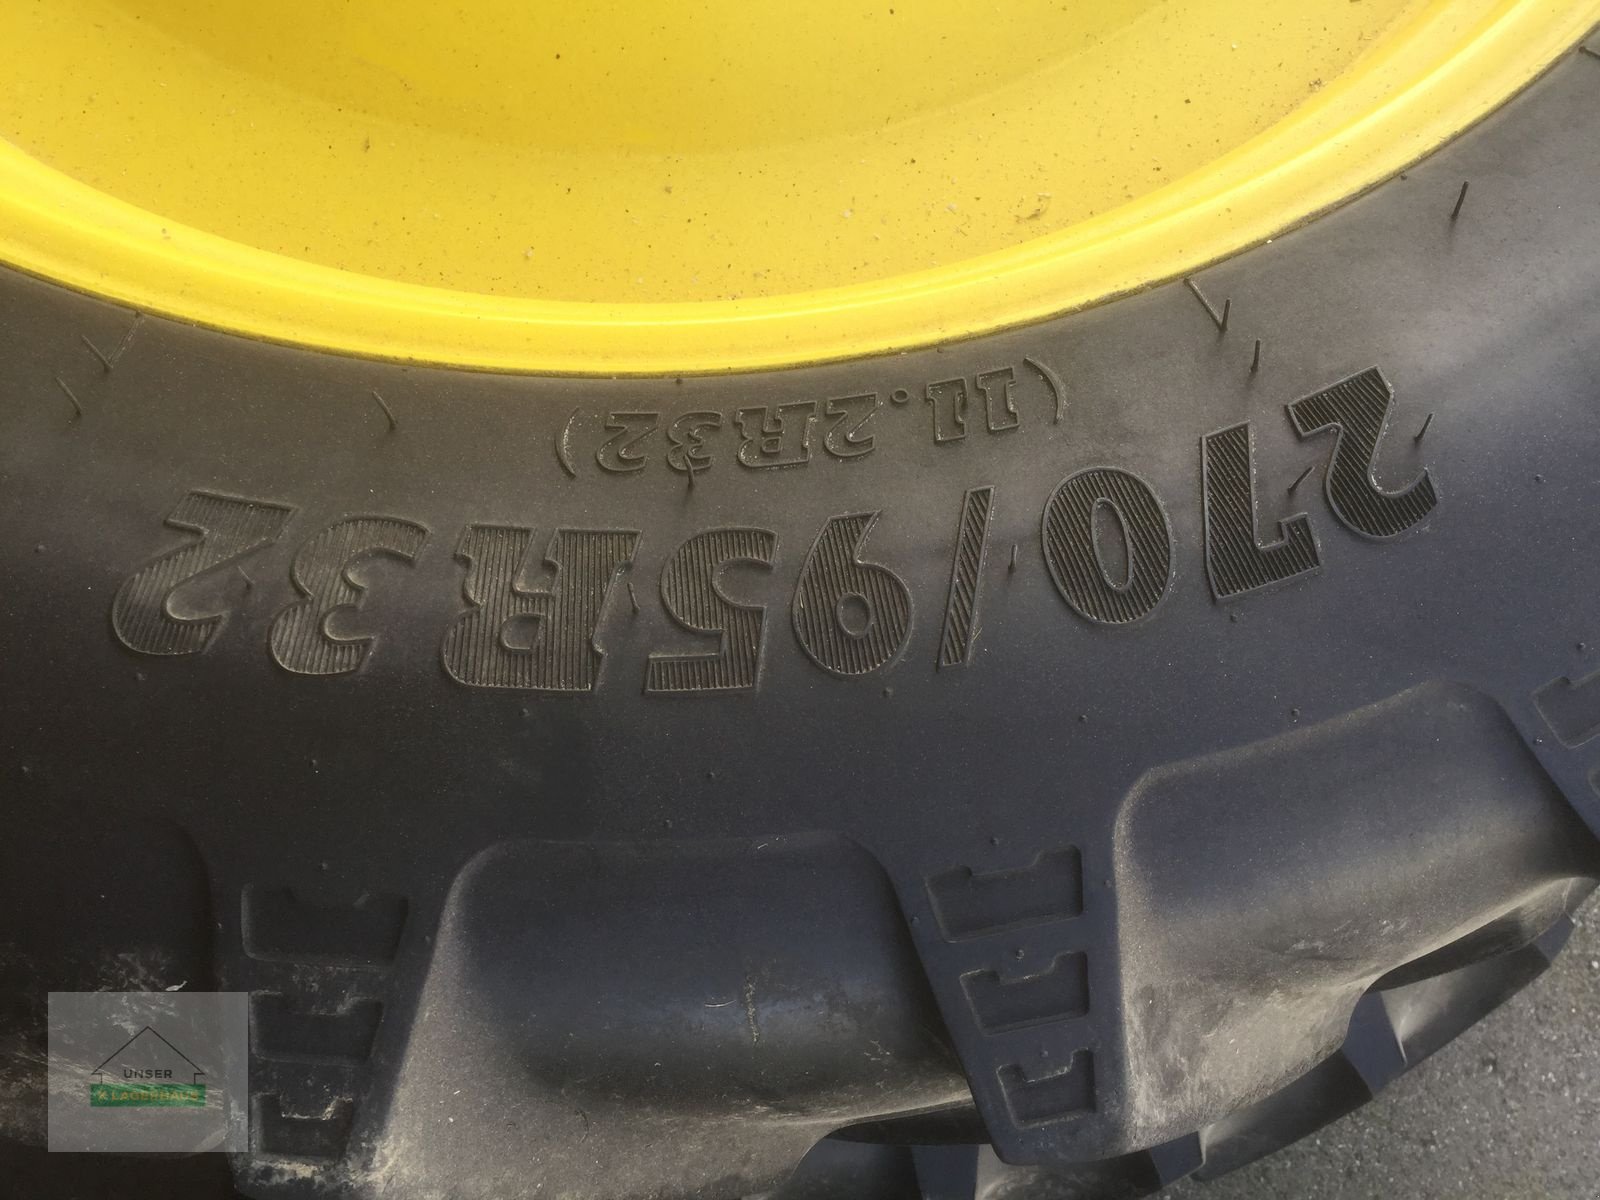 270/95R32
(11.2R32)
UNSER
X LAGERHAUS